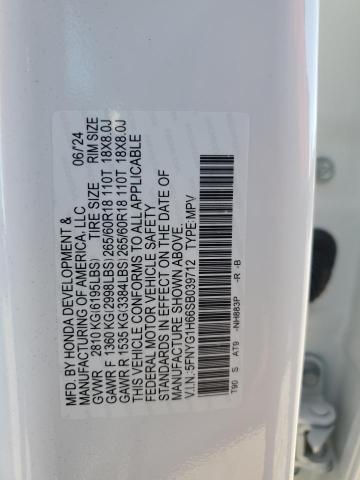 MFD. BY HONDA DEVELOPMENT & 06/24
MANUFACTURING OF AMERICA, LLC
GVWR 2810 KG(6195LBS) TIRE SIZE RIM SIZE
GAWR F 1360 KG(2998LBS) 265/60R18 110T 18X8.0J
GAWR R 1535 KG(3384LBS) 265/60R18 110T 18X8.0J
THIS VEHICLE CONFORMS TO ALL APPLICABLE
FEDERAL MOTOR VEHICLE SAFETY
STANDARDS IN EFFECT ON THE DATE OF
MANUFACTURE SHOWN ABOVE.
V.I.N.:5FNYG1H66SB039712 TYPE:MPV
T90 S AT9 -NH883P -R -B